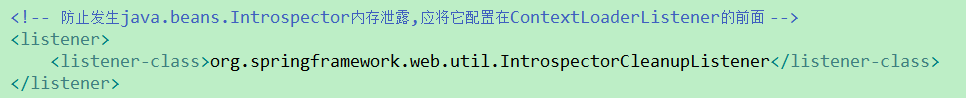 <!-- 防止发生java.beans.Introspector内存泄露,应将它配置在ContextLoaderListener的前面 -->
<listener>
    <listener-class>org.springframework.web.util.IntrospectorCleanupListener</listener-class>
</listener>